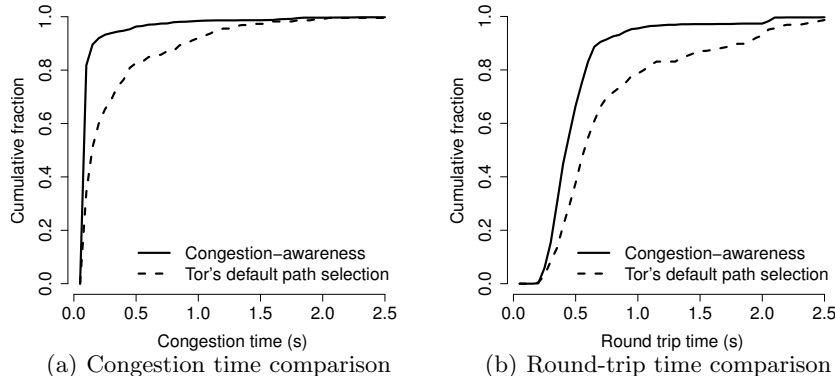 Cumulative fraction
1.0
0.8
0.6
0.4
0.2
0.0
Congestion−awareness
Tor's default path selection
0.0 0.5 1.0 1.5 2.0 2.5
Congestion time (s)
(a) Congestion time comparison
Cumulative fraction
1.0
0.8
0.6
0.4
0.2
0.0
Congestion−awareness
Tor's default path selection
0.0 0.5 1.0 1.5 2.0 2.5
Round trip time (s)
(b) Round-trip time comparison